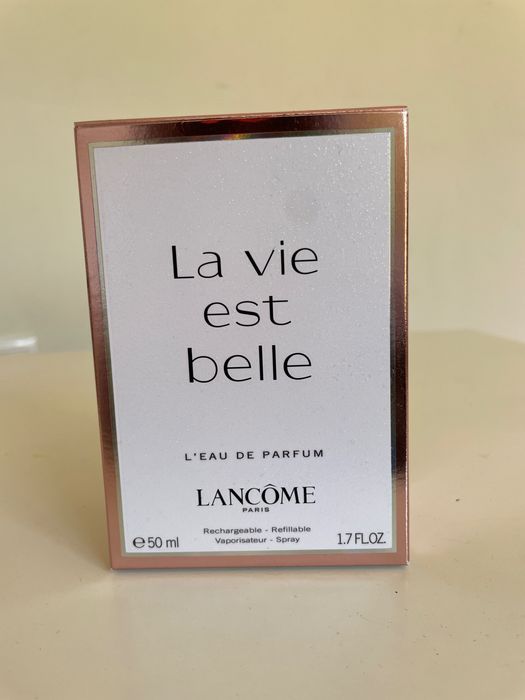 La vie
est
belle
L'EAU DE PARFUM
LANCÔME
PARIS
Rechargeable - Refillable
Vaporisateur - Spray
℮50 ml
1.7 FL.OZ.